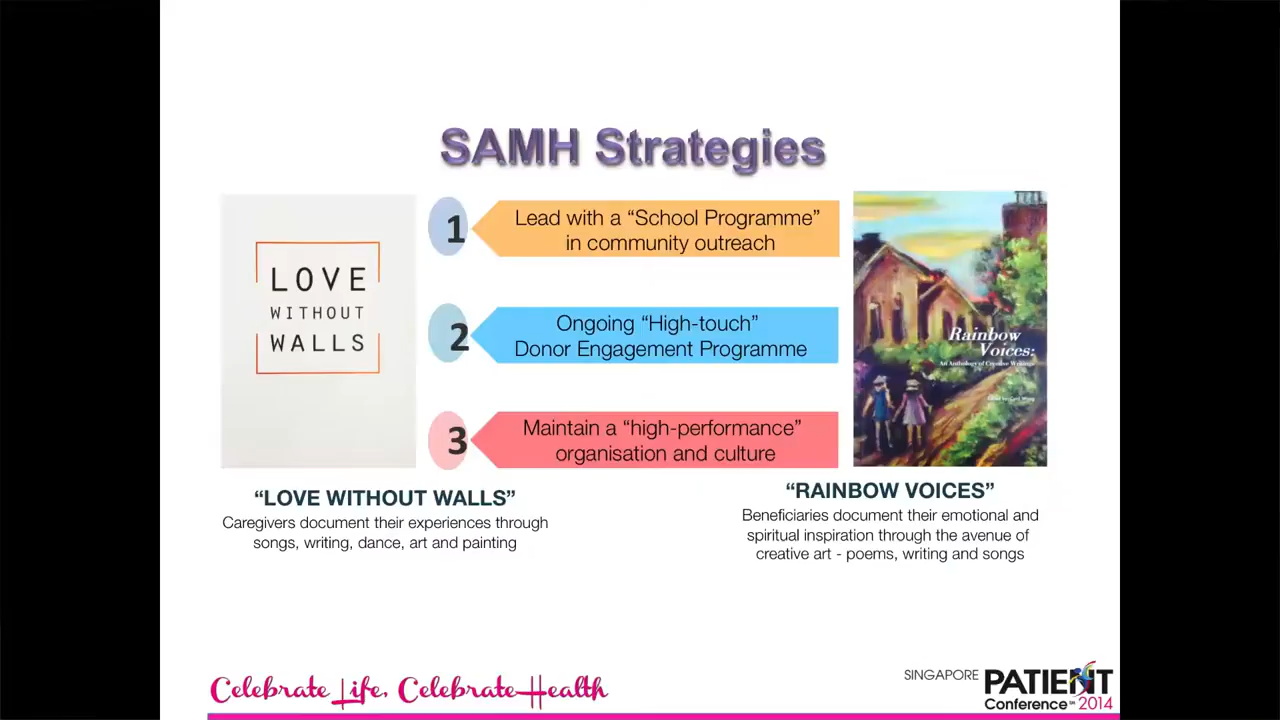 SAMH Strategies
LOVE
WITHOUT
WALLS
1
Lead with a “School Programme”
in community outreach
2
Ongoing “High-touch”
Donor Engagement Programme
3
Maintain a “high-performance”
organisation and culture
Rainbow
Voices:
An Anthology of Creative Writings
“LOVE WITHOUT WALLS”
Caregivers document their experiences through
songs, writing, dance, art and painting
“RAINBOW VOICES”
Beneficiaries document their emotional and
spiritual inspiration through the avenue of
creative art - poems, writing and songs
Celebrate Life, Celebrate Health
SINGAPORE PATIENT
Conference 2014